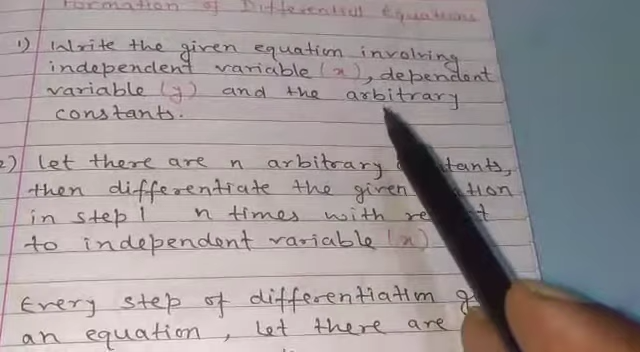 Formation of Differential Equations
1) Write the given equation involving
independent variable (x), dependent
variable (y) and the arbitrary
constants.
2) Let there are n arbitrary
then differentiate the given
in step 1 n times with
to independent variable (x)
Every step of differentiation
an equation, Let there are